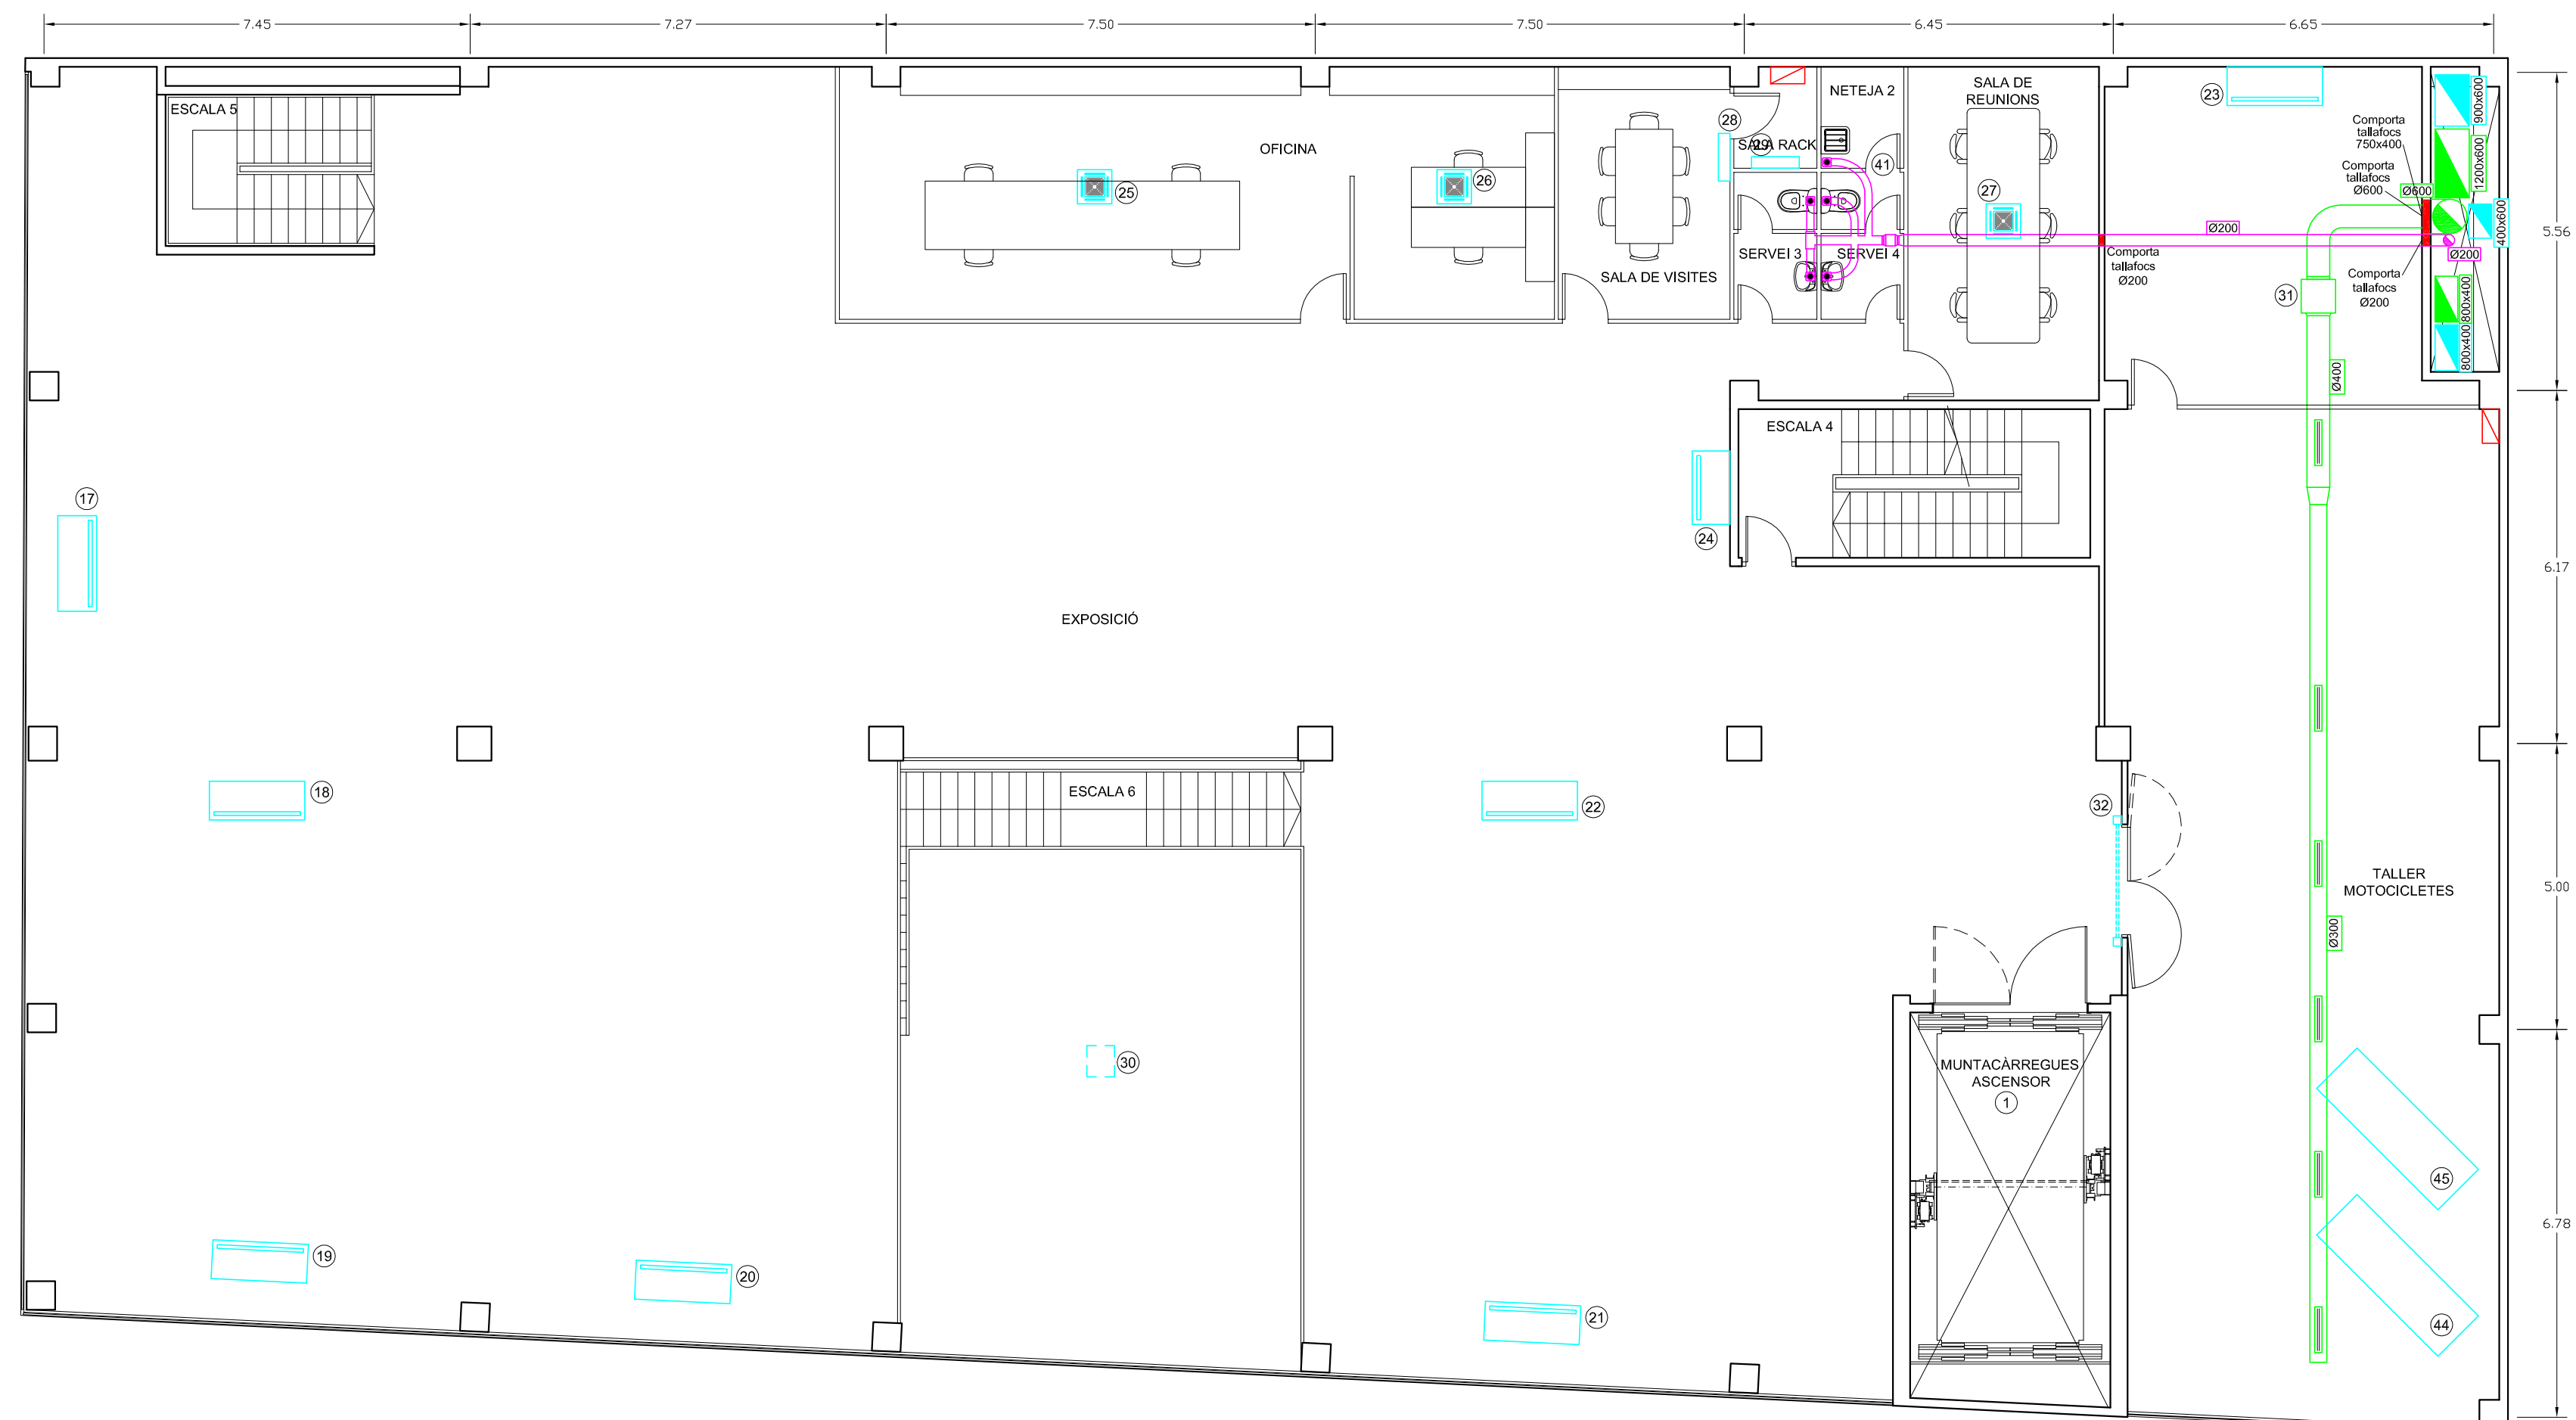 7.45
7.27
7.50
7.50
6.45
6.65
ESCALA 5
OFICINA
25
26
SALA DE VISITES
28
SALA RACK
29
NETEJA 2
41
SERVEI 3
SERVEI 4
SALA DE
REUNIONS
27
23
Comporta
tallafocs
750x400
Comporta
tallafocs
Ø600
Ø600
Ø200
Comporta
tallafocs
Ø200
Comporta
tallafocs
Ø200
Ø200
900x600
1200x600
400x600
800x400
800x400
5.56
31
Ø400
ESCALA 4
24
17
6.17
EXPOSICIÓ
18
ESCALA 6
22
32
TALLER
MOTOCICLETES
5.00
Ø300
30
MUNTACÀRREGUES
ASCENSOR
1
45
6.78
19
20
21
44